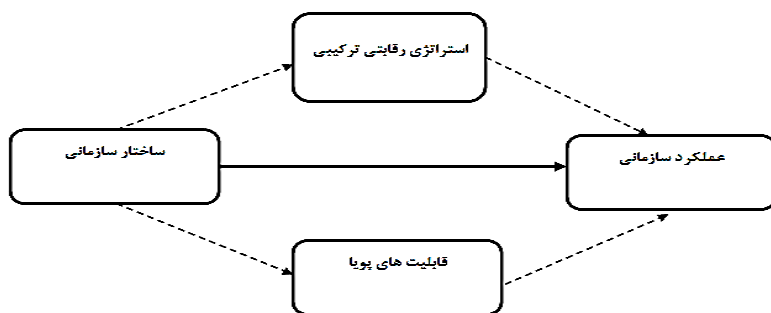 استراتژی رقابتی ترکیبی
ساختار سازمانی
عملکرد سازمانی
قابلیت های پویا